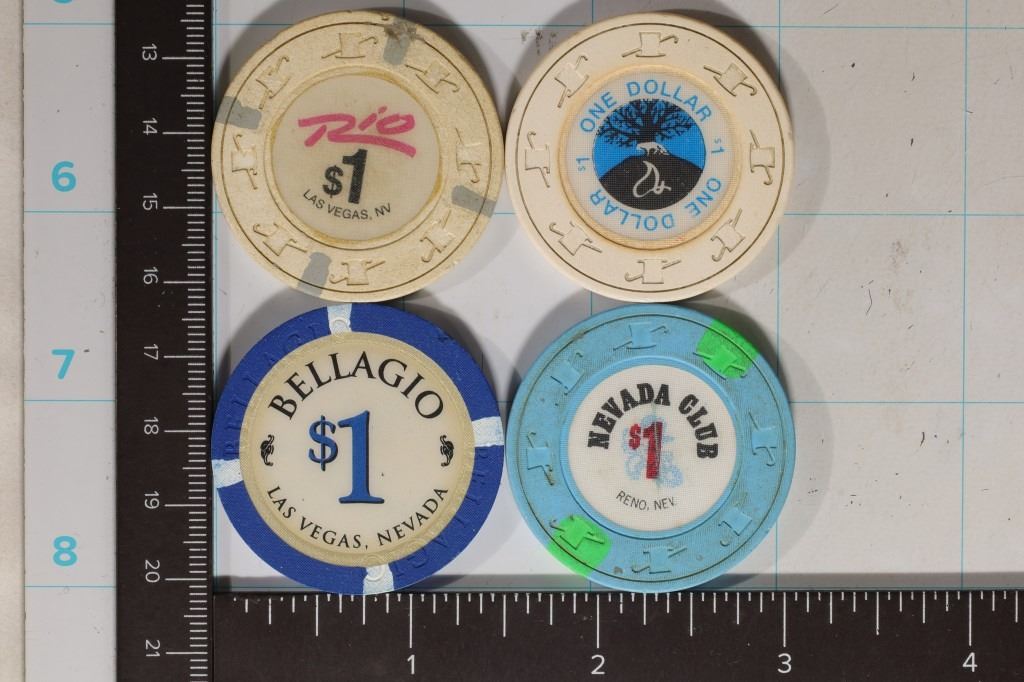 13
14
15
16
17
18
19
20
21
6
7
8
Rio
$1
LAS VEGAS, NV
ONE DOLLAR
$1
ONE DOLLAR
$1
BELLAGIO
$1
LAS VEGAS, NEVADA
NEVADA CLUB
$1
RENO, NEV.
1
2
3
4